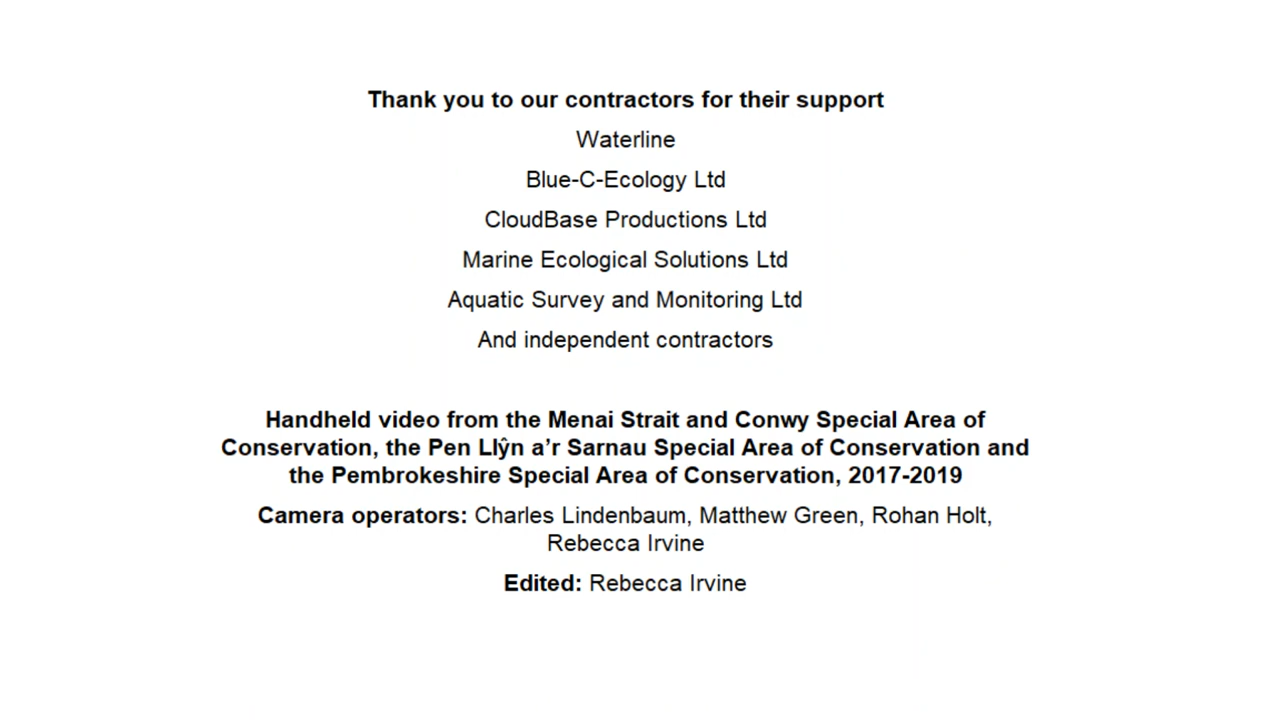 Thank you to our contractors for their support
Waterline
Blue-C-Ecology Ltd
CloudBase Productions Ltd
Marine Ecological Solutions Ltd
Aquatic Survey and Monitoring Ltd
And independent contractors
Handheld video from the Menai Strait and Conwy Special Area of
Conservation, the Pen Llŷn a’r Sarnau Special Area of Conservation and
the Pembrokeshire Special Area of Conservation, 2017-2019
Camera operators: Charles Lindenbaum, Matthew Green, Rohan Holt,
Rebecca Irvine
Edited: Rebecca Irvine